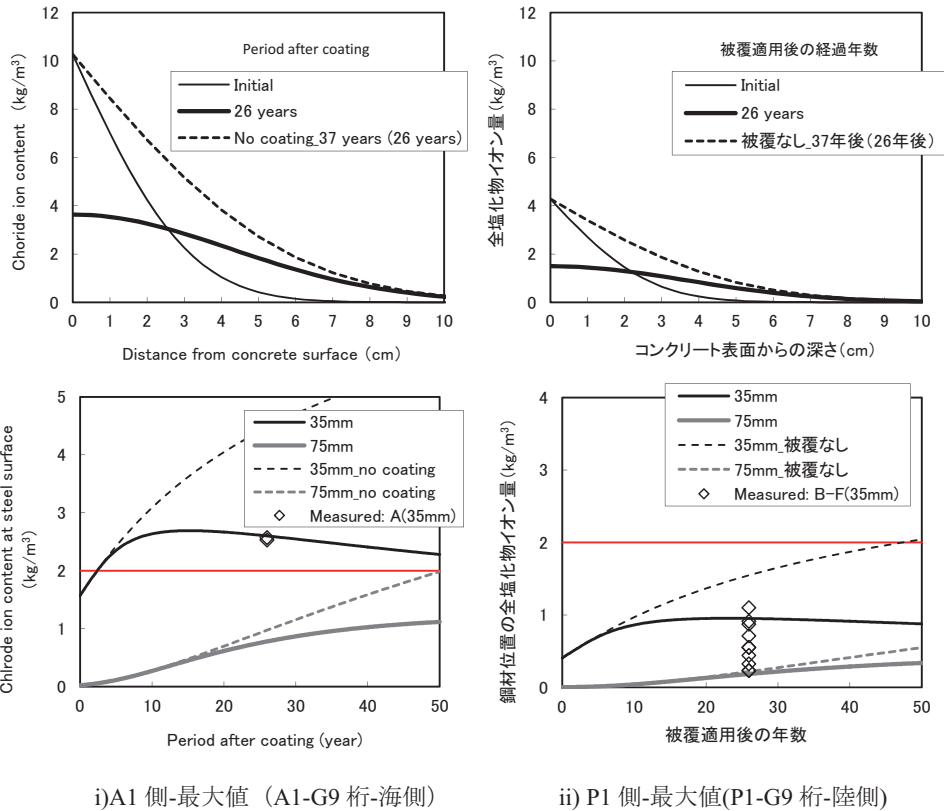 12
10
8
6
4
2
0
Choride ion content (kg/m³)
Period after coating
Initial
26 years
No coating_37 years (26 years)
0 1 2 3 4 5 6 7 8 9 10
Distance from concrete surface (cm)
12
10
8
6
4
2
0
全塩化物イオン量(kg/m³)
被覆適用後の経過年数
Initial
26 years
被覆なし_37年後(26年後)
0 1 2 3 4 5 6 7 8 9 10
コンクリート表面からの深さ(cm)
5
4
3
2
1
0
Chlrode ion content at steel surface
(kg/m³)
35mm
75mm
35mm_no coating
75mm_no coating
Measured: A(35mm)
0 10 20 30 40 50
Period after coating (year)
4
3
2
1
0
鋼材位置の全塩化物イオン量(kg/m³)
35mm
75mm
35mm_被覆なし
75mm_被覆なし
Measured: B-F(35mm)
0 10 20 30 40 50
被覆適用後の年数
i)A1 側-最大値（A1-G9 桁-海側）
ii) P1 側-最大値(P1-G9 桁-陸側)